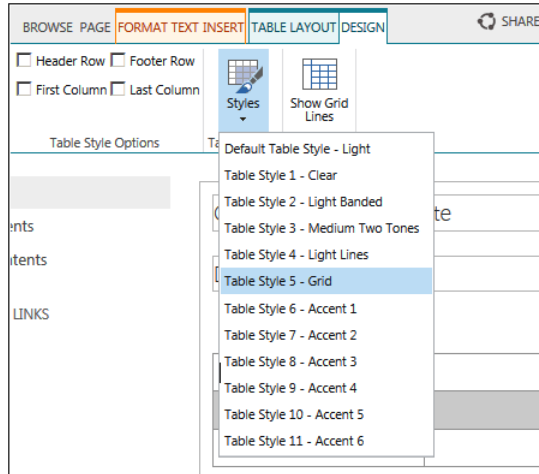 BROWSE PAGE FORMAT TEXT INSERT TABLE LAYOUT DESIGN SHARE
Header Row Footer Row
First Column Last Column
Styles
Show Grid
Lines
Table Style Options
Default Table Style - Light
Table Style 1 - Clear
Table Style 2 - Light Banded
Table Style 3 - Medium Two Tones
Table Style 4 - Light Lines
Table Style 5 - Grid
Table Style 6 - Accent 1
Table Style 7 - Accent 2
Table Style 8 - Accent 3
Table Style 9 - Accent 4
Table Style 10 - Accent 5
Table Style 11 - Accent 6
LINKS